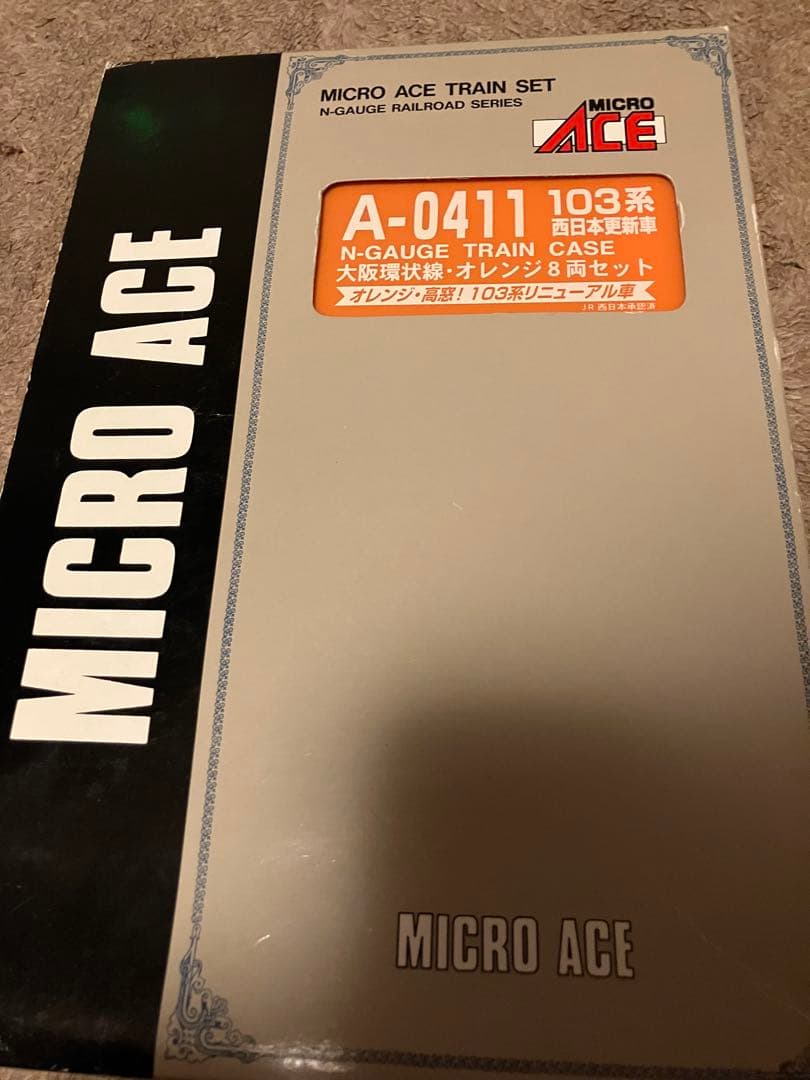 MICRO ACE TRAIN SET
N-GAUGE RAILROAD SERIES
MICRO
ACE
A-0411 103系
西日本更新車
N-GAUGE TRAIN CASE
大阪環状線・オレンジ8両セット
オレンジ・高窓! 103系リニューアル車
JR西日本承認済
MICRO ACE
MICRO ACE